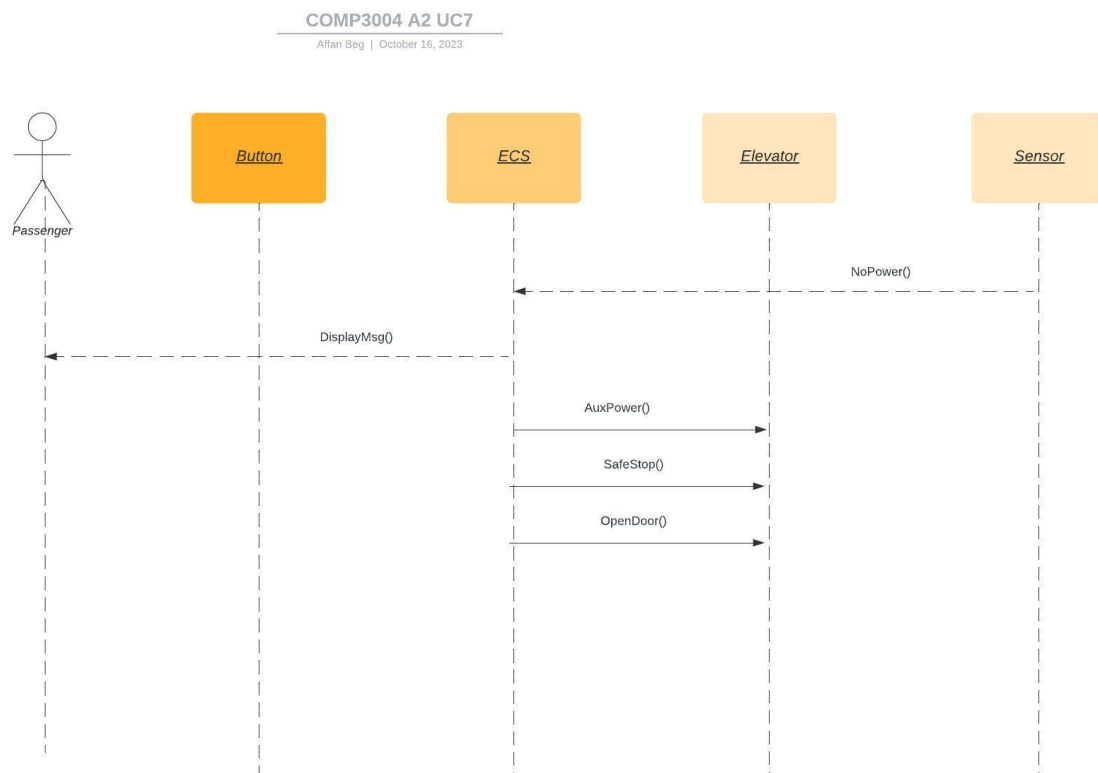 COMP3004 A2 UC7
Affan Beg | October 16, 2023
Button
ECS
Elevator
Sensor
Passenger
NoPower()
DisplayMsg()
AuxPower()
SafeStop()
OpenDoor()